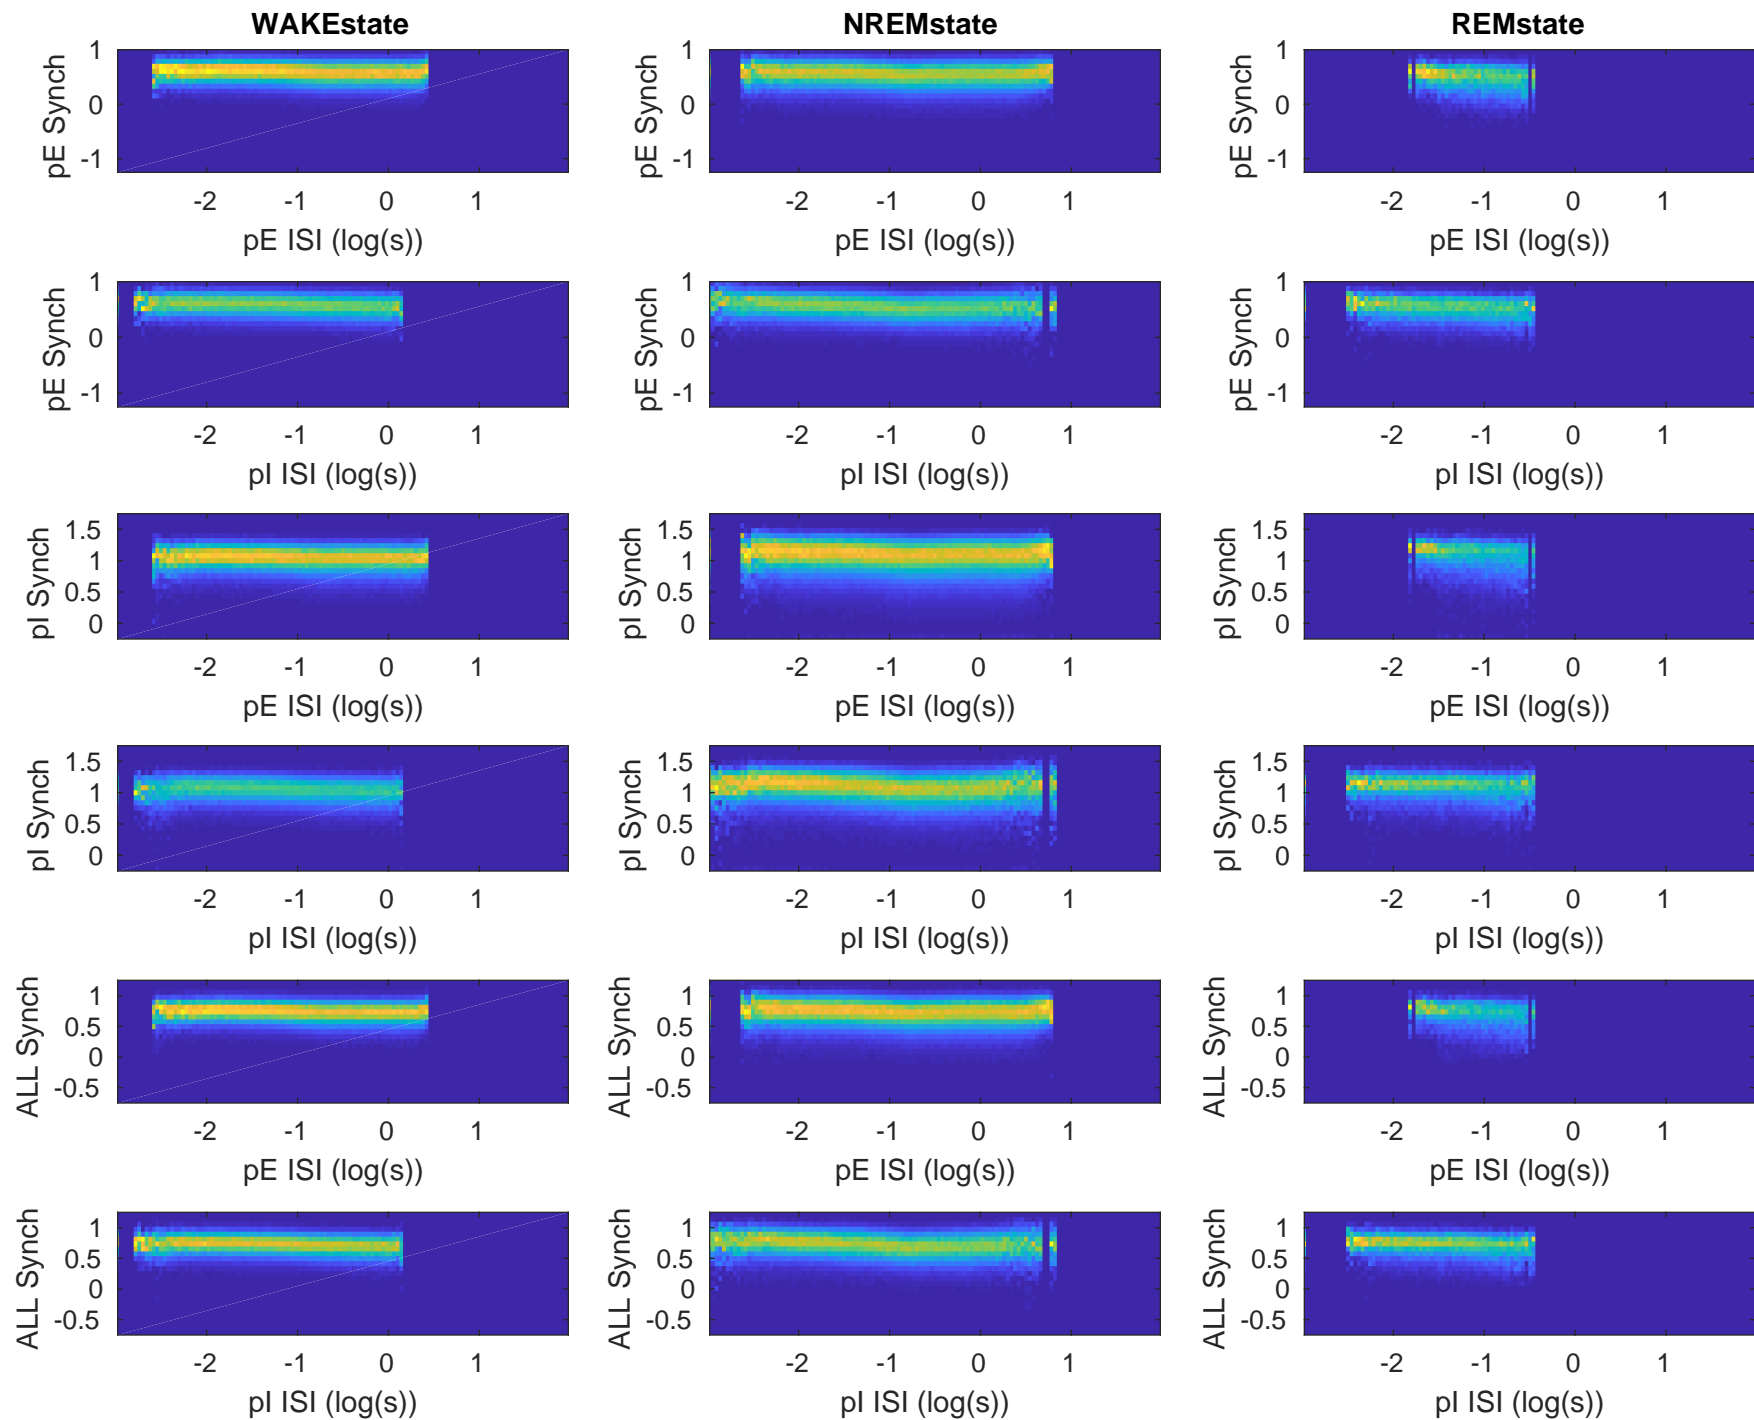 WAKEstate NREMstate REMstate
1 1 1
0 0 0
-1 -1 -1
pE Synch pE Synch pE Synch
-2 -1 0 1 -2 -1 0 1 -2 -1 0 1
pE ISI (log(s)) pE ISI (log(s)) pE ISI (log(s))
1 1 1
0 0 0
-1 -1 -1
pE Synch pE Synch pE Synch
-2 -1 0 1 -2 -1 0 1 -2 -1 0 1
pI ISI (log(s)) pI ISI (log(s)) pI ISI (log(s))
1.5 1.5 1.5
1 1 1
0.5 0.5 0.5
0 0 0
pI Synch pI Synch pI Synch
-2 -1 0 1 -2 -1 0 1 -2 -1 0 1
pE ISI (log(s)) pE ISI (log(s)) pE ISI (log(s))
1.5 1.5 1.5
1 1 1
0.5 0.5 0.5
0 0 0
pI Synch pI Synch pI Synch
-2 -1 0 1 -2 -1 0 1 -2 -1 0 1
pI ISI (log(s)) pI ISI (log(s)) pI ISI (log(s))
1 1 1
0.5 0.5 0.5
0 0 0
-0.5 -0.5 -0.5
ALL Synch ALL Synch ALL Synch
-2 -1 0 1 -2 -1 0 1 -2 -1 0 1
pE ISI (log(s)) pE ISI (log(s)) pE ISI (log(s))
1 1 1
0.5 0.5 0.5
0 0 0
-0.5 -0.5 -0.5
ALL Synch ALL Synch ALL Synch
-2 -1 0 1 -2 -1 0 1 -2 -1 0 1
pI ISI (log(s)) pI ISI (log(s)) pI ISI (log(s))